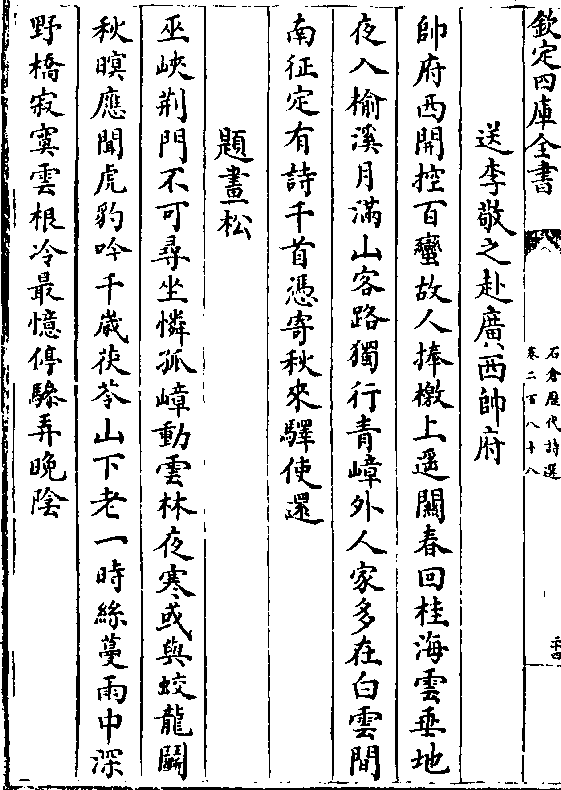 欽定四庫全書
石倉歴代詩選
卷二百八十八
二十四
送李敬之赴廣西帥府
帥府西開控百蠻故人捧檄上遥關春回桂海雲垂地
夜入榆溪月滿山客路獨行青嶂外人家多在白雲間
南征定有詩千首憑寄秋來驛使還
題畫松
巫峽荆門不可尋坐憐孤嶂動雲林夜寒或與蛟龍鬭
秋暝應聞虎豹吟千歳茯苓山下老一時絲蔓雨中深
野橋寂寞雲根冷最憶停驂弄晩陰